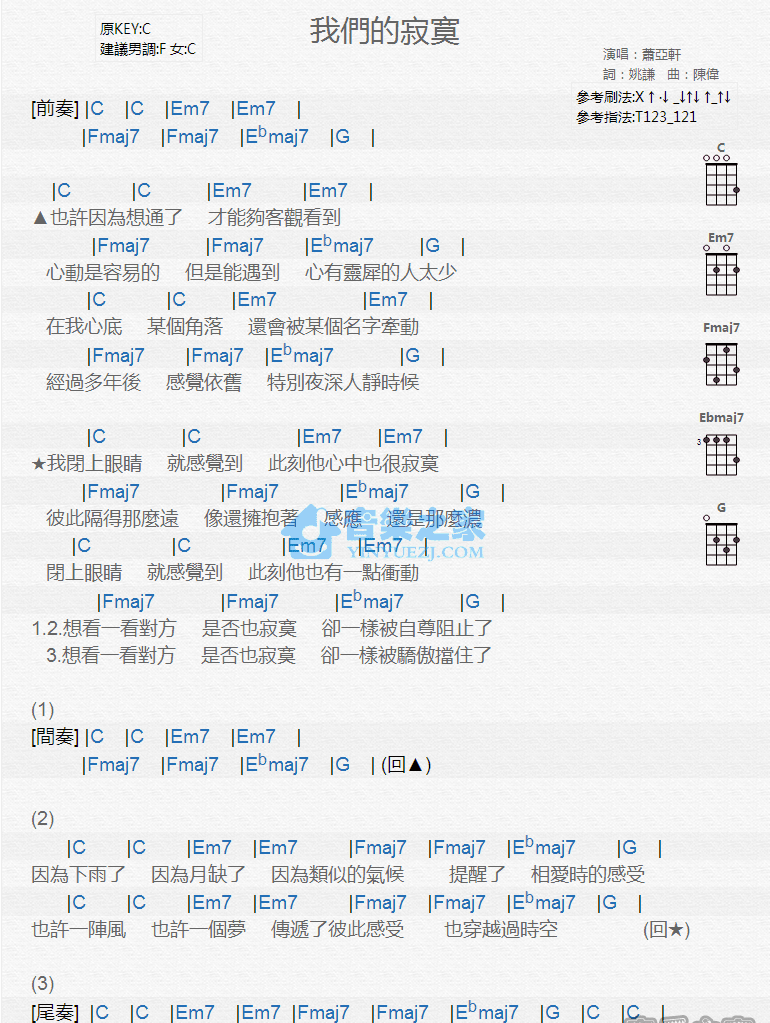 我們的寂寞
原KEY:C
建議男調:F 女:C
演唱：蕭亞軒
詞：姚謙 曲：陳偉
參考刷法:X↑·↓ _↓↑↓ ↑_↑↓
參考指法:T123_121
[前奏] |C |C |Em7 |Em7 |
|Fmaj7 |Fmaj7 |Ebmaj7 |G |
|C |C |Em7 |Em7 |
▲也許因為想通了 才能夠客觀看到
|Fmaj7 |Fmaj7 |Ebmaj7 |G |
心動是容易的 但是能遇到 心有靈犀的人太少
|C |C |Em7 |Em7 |
在我心底 某個角落 還會被某個名字牽動
|Fmaj7 |Fmaj7 |Ebmaj7 |G |
經過多年後 感覺依舊 特別夜深人靜時候
|C |C |Em7 |Em7 |
★我閉上眼睛 就感覺到 此刻他心中也很寂寞
|Fmaj7 |Fmaj7 |Ebmaj7 |G |
彼此隔得那麼遠 像還擁抱著 感應 還是那麼濃
|C |C |Em7 |Em7 |
閉上眼睛 就感覺到 此刻他也有一點衝動
|Fmaj7 |Fmaj7 |Ebmaj7 |G |
1.2.想看一看對方 是否也寂寞 卻一樣被自尊阻止了
3.想看一看對方 是否也寂寞 卻一樣被驕傲擋住了
(1)
[間奏] |C |C |Em7 |Em7 |
|Fmaj7 |Fmaj7 |Ebmaj7 |G | (回▲)
(2)
|C |C |Em7 |Em7 |Fmaj7 |Fmaj7 |Ebmaj7 |G |
因為下雨了 因為月缺了 因為類似的氣候 提醒了 相愛時的感受
|C |C |Em7 |Em7 |Fmaj7 |Fmaj7 |Ebmaj7 |G |
也許一陣風 也許一個夢 傳遞了彼此感受 也穿越過時空 (回★)
(3)
[尾奏] |C |C |Em7 |Em7 |Fmaj7 |Fmaj7 |Ebmaj7 |G |C |C |
C
Em7
Fmaj7
Ebmaj7
3
G
音樂之家
YINYUEZJ.COM